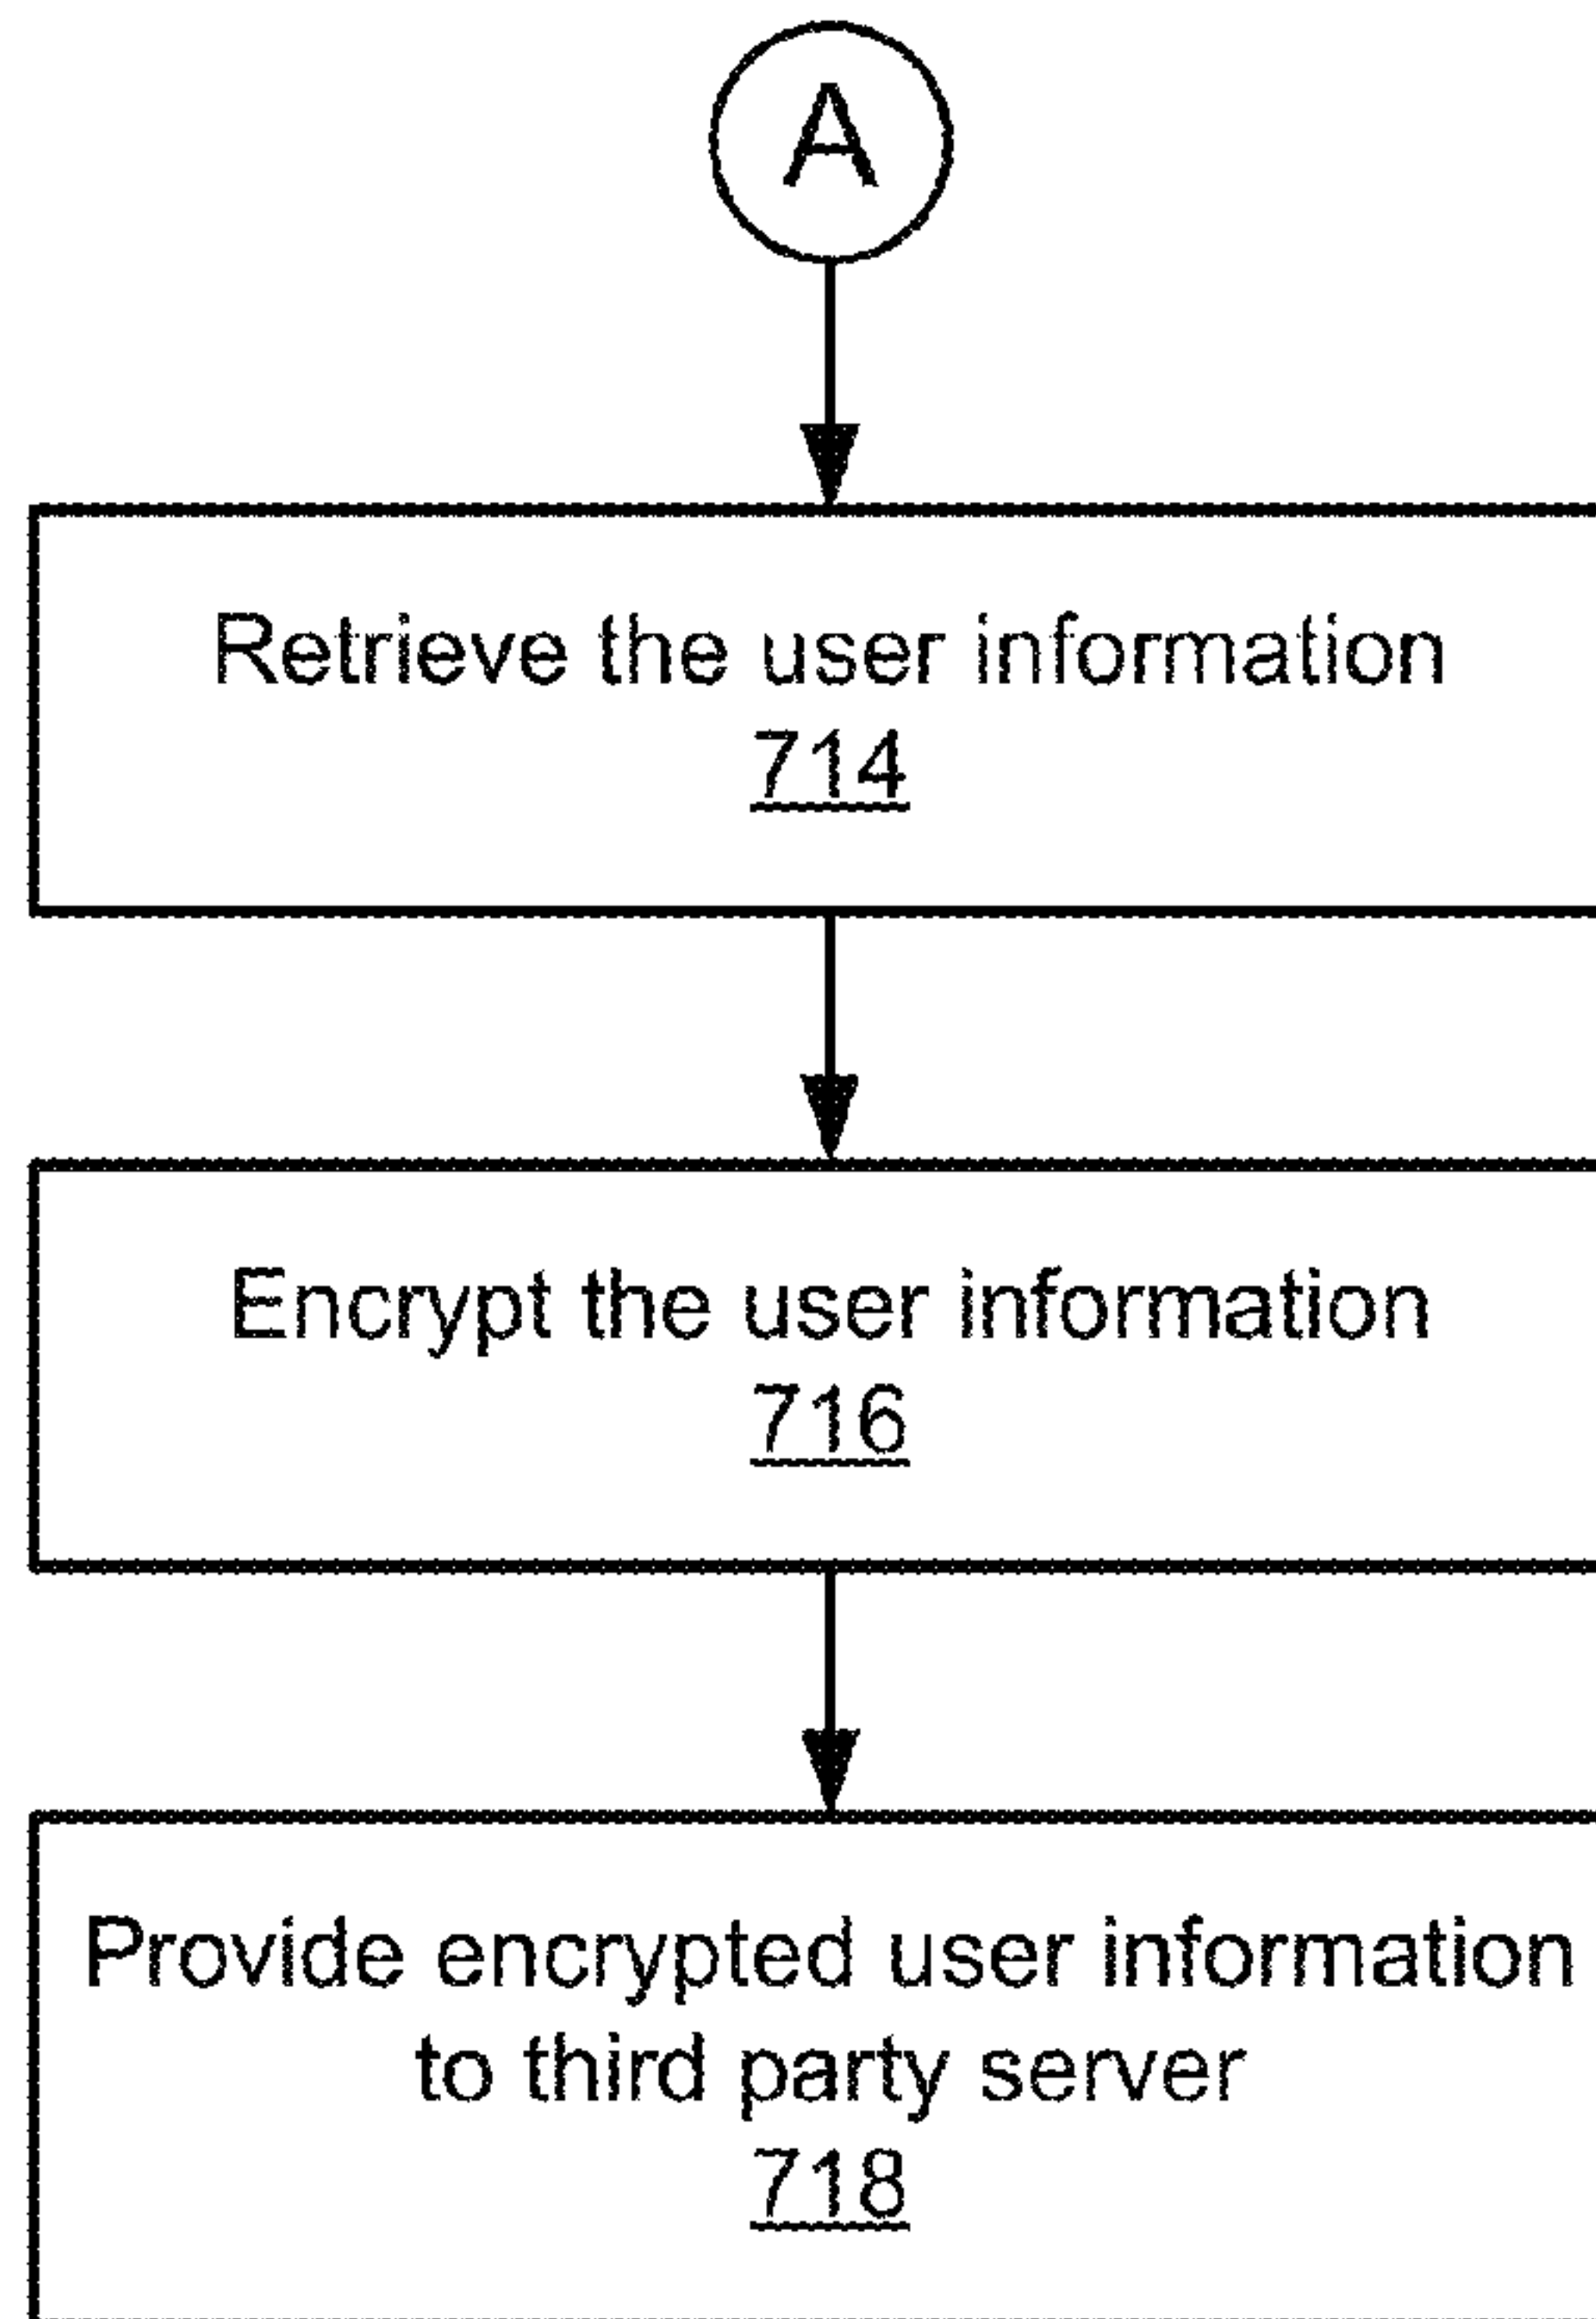 A
Retrieve the user information
714
Encrypt the user information
716
Provide encrypted user information
to third party server
718